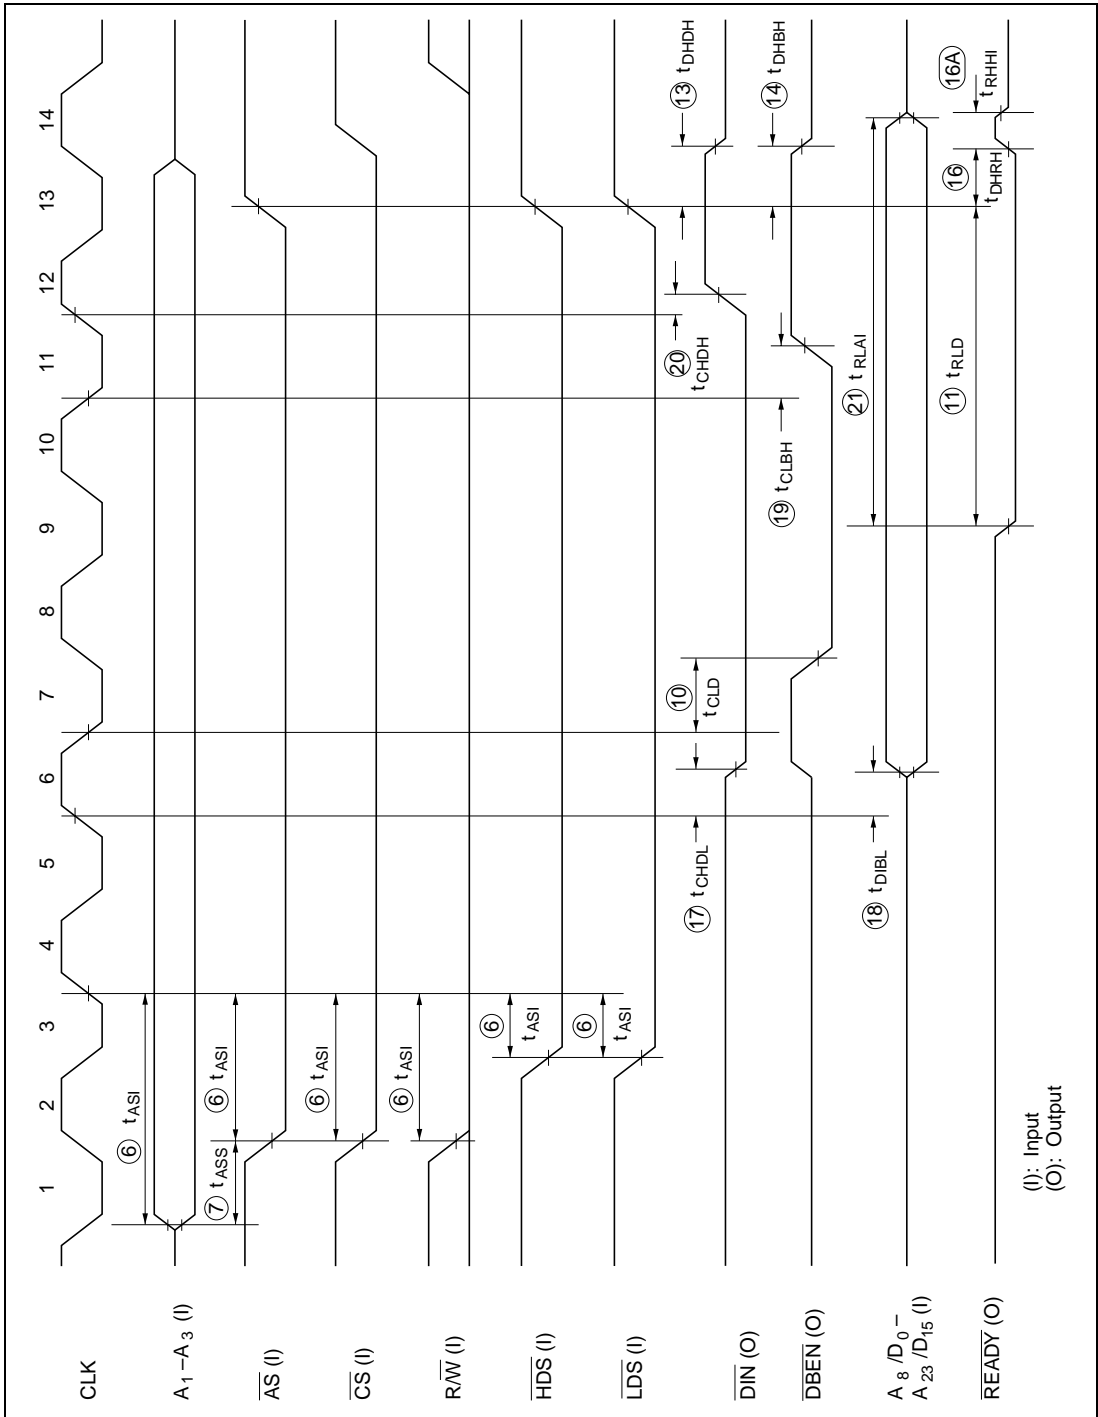 1 2 3 4 5 6 7 8 9 10 11 12 13 14
CLK
A1–A3 (I)
⑥ tASI
AS (I)
⑦ tASS
⑥ tASI
CS (I)
⑥ tASI
R/W (I)
⑥ tASI
HDS (I)
⑥
tASI
LDS (I)
⑥
tASI
DIN (O)
⑰ tCHDL
⑩
tCLD
⑳
tCHDH
⑬ tDHDH
DBEN (O)
⑲ tCLBH
⑭ tDHBH
A8/D0–
A23/D15 (I)
⑱ tDIBL
㉑ tRLAI
READY (O)
⑪ tRLD
⑯
tDHRH
16A
tRHHI
(I): Input
(O): Output